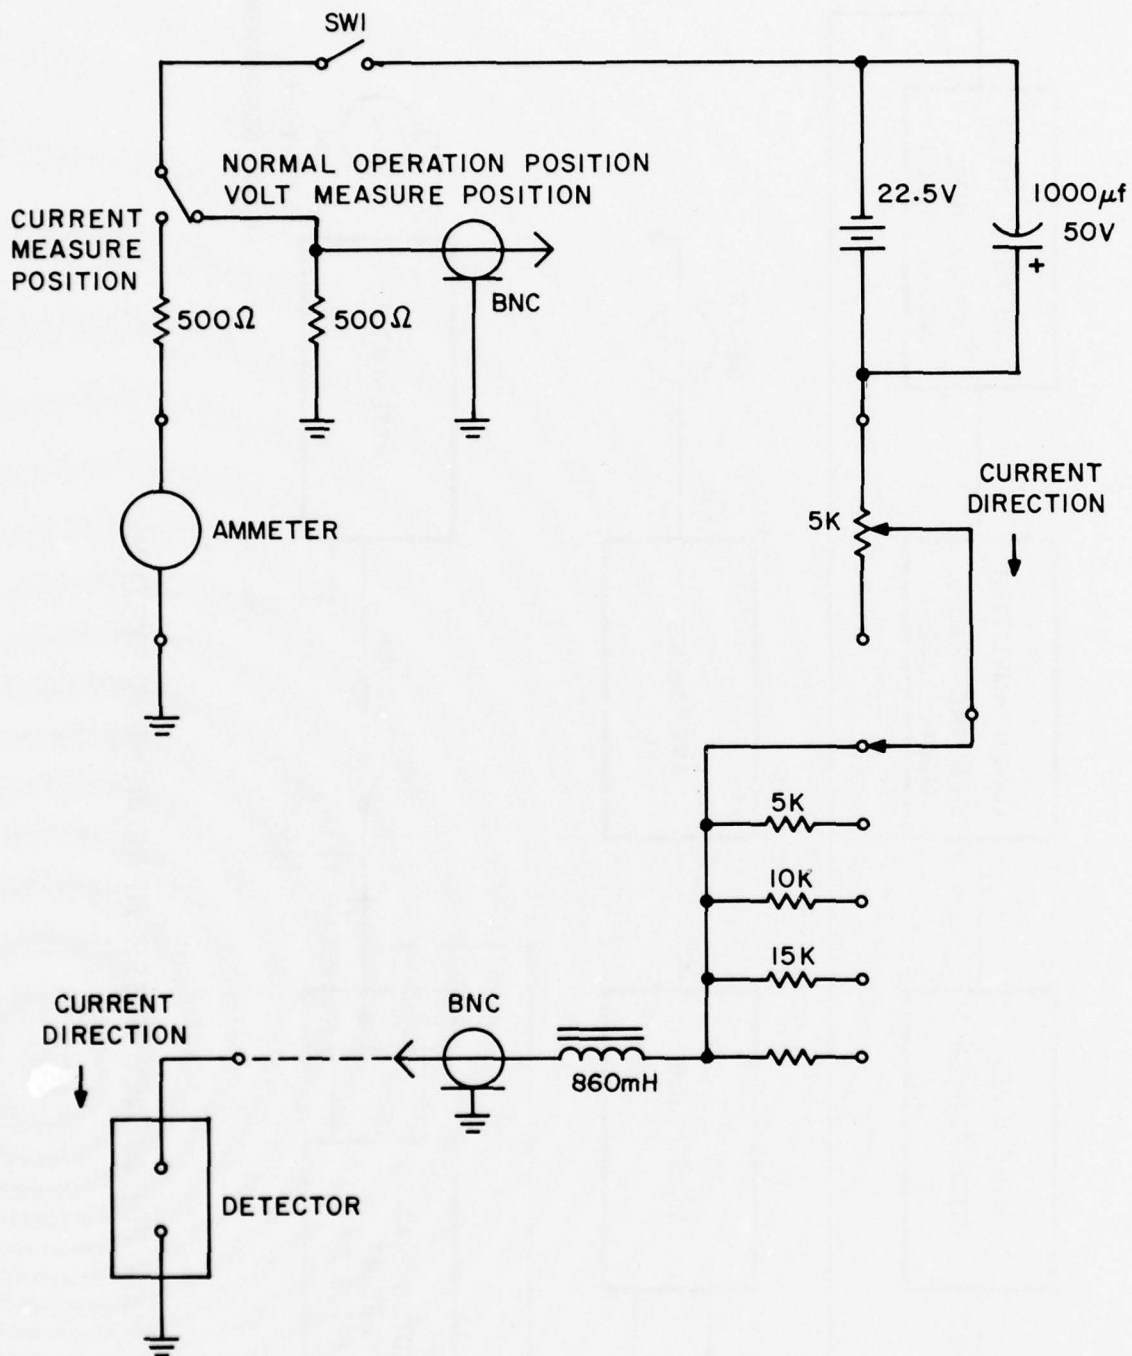 SW1
NORMAL OPERATION POSITION
VOLT MEASURE POSITION
CURRENT
MEASURE
POSITION
22.5V
1000μf
50V
+
500Ω
500Ω
BNC
AMMETER
5K
CURRENT
DIRECTION
5K
10K
15K
CURRENT
DIRECTION
BNC
860mH
DETECTOR